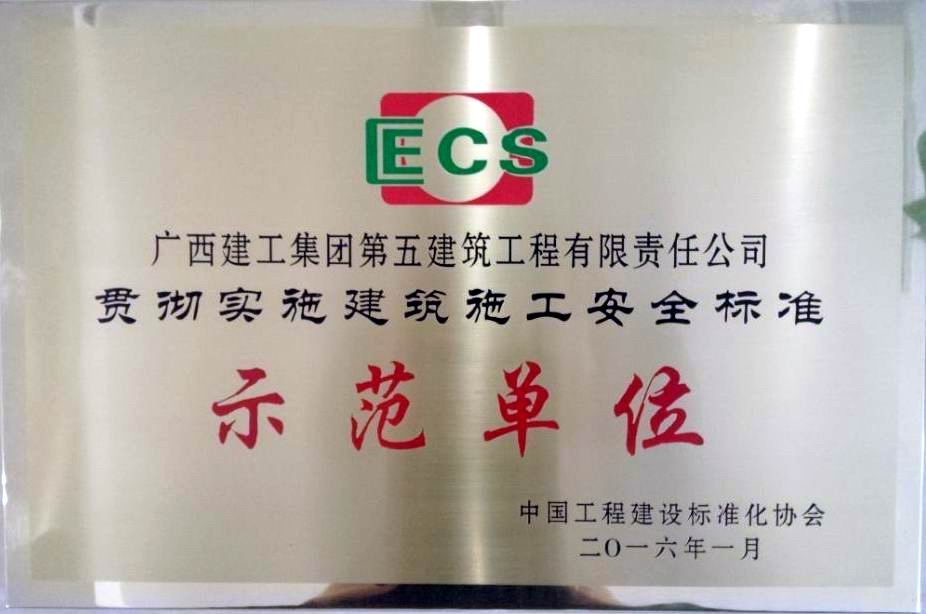 ECS
广西建工集团第五建筑工程有限责任公司
贯彻实施建筑施工安全标准
示范单位
中国工程建设标准化协会
二〇一六年一月